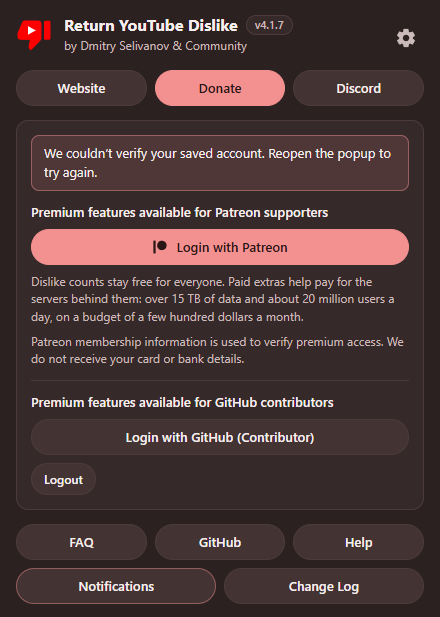 Return YouTube Dislike v4.1.7
by Dmitry Selivanov & Community
Website Donate Discord
We couldn’t verify your saved account. Reopen the popup to
try again.
Premium features available for Patreon supporters
Login with Patreon
Dislike counts stay free for everyone. Paid extras help pay for the
servers behind them: over 15 TB of data and about 20 million users a
day, on a budget of a few hundred dollars a month.
Patreon membership information is used to verify premium access. We
do not receive your card or bank details.
Premium features available for GitHub contributors
Login with GitHub (Contributor)
Logout
FAQ GitHub Help
Notifications Change Log